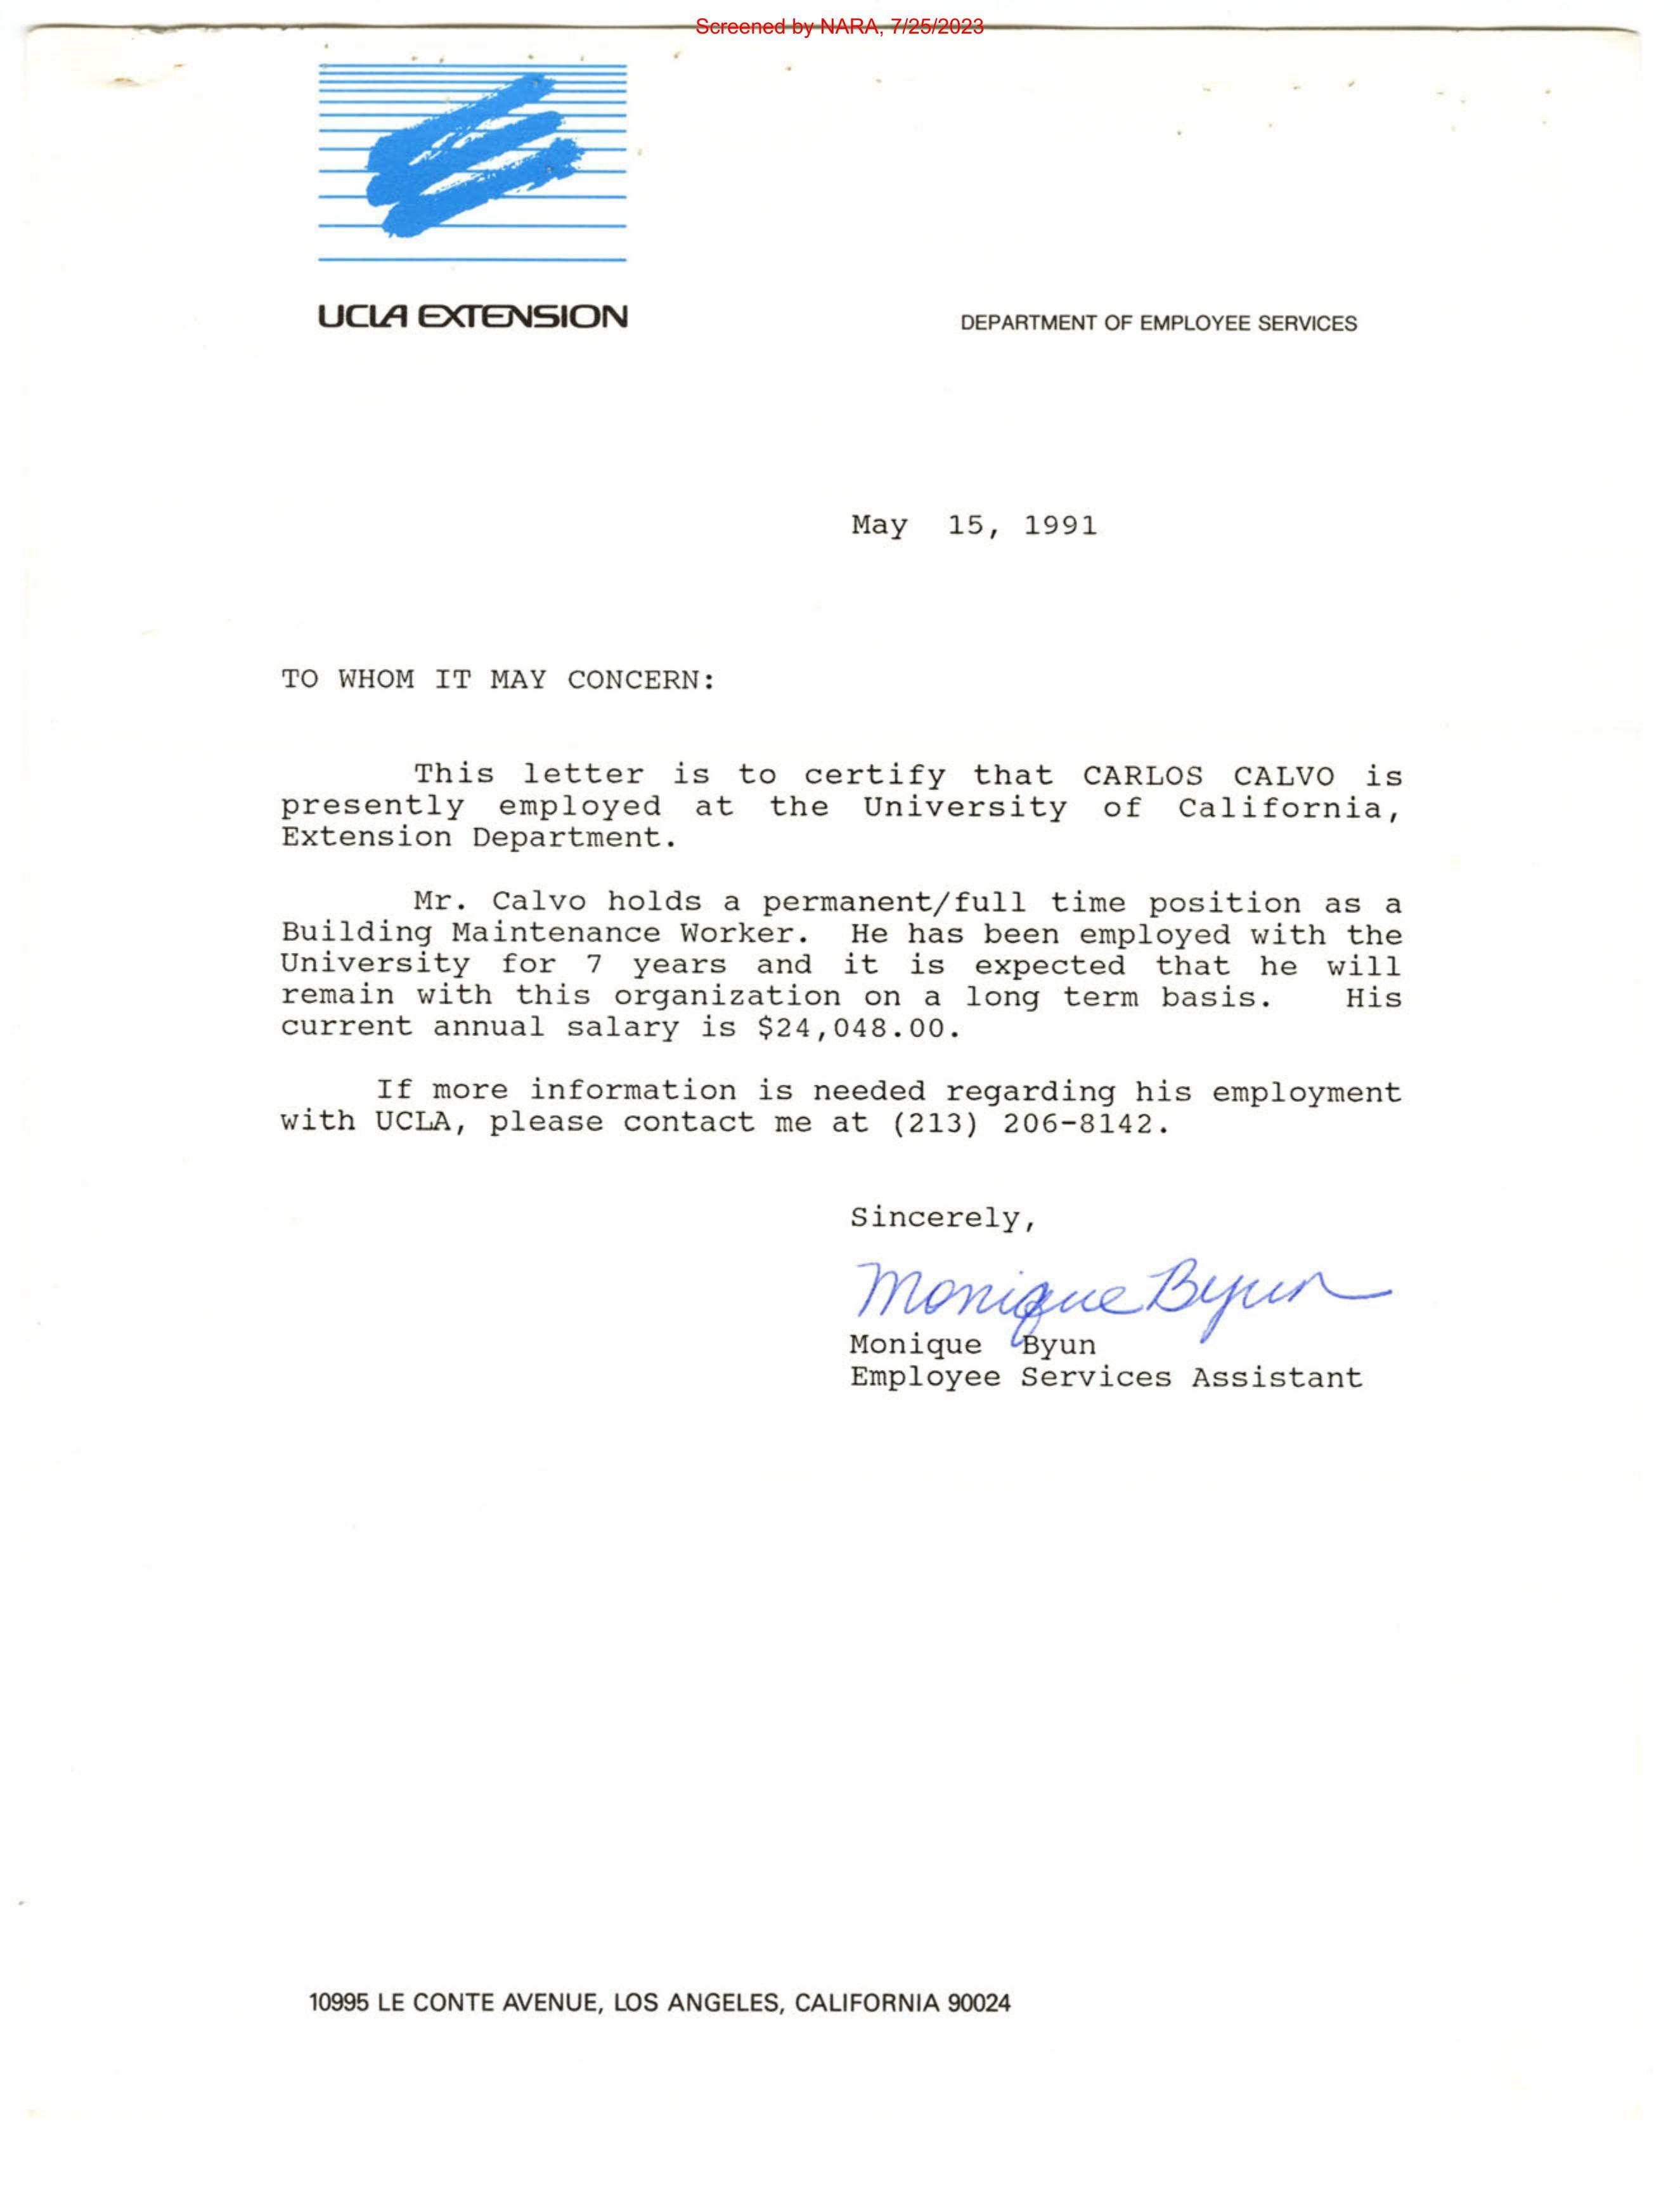 Screened by NARA, 7/25/2023
UCLA EXTENSION
DEPARTMENT OF EMPLOYEE SERVICES
May 15, 1991
TO WHOM IT MAY CONCERN:
This letter is to certify that CARLOS CALVO is
presently employed at the University of California,
Extension Department.
Mr. Calvo holds a permanent/full time position as a
Building Maintenance Worker. He has been employed with the
University for 7 years and it is expected that he will
remain with this organization on a long term basis. His
current annual salary is $24,048.00.
If more information is needed regarding his employment
with UCLA, please contact me at (213) 206-8142.
Sincerely,
Monique Byun
Monique Byun
Employee Services Assistant
10995 LE CONTE AVENUE, LOS ANGELES, CALIFORNIA 90024